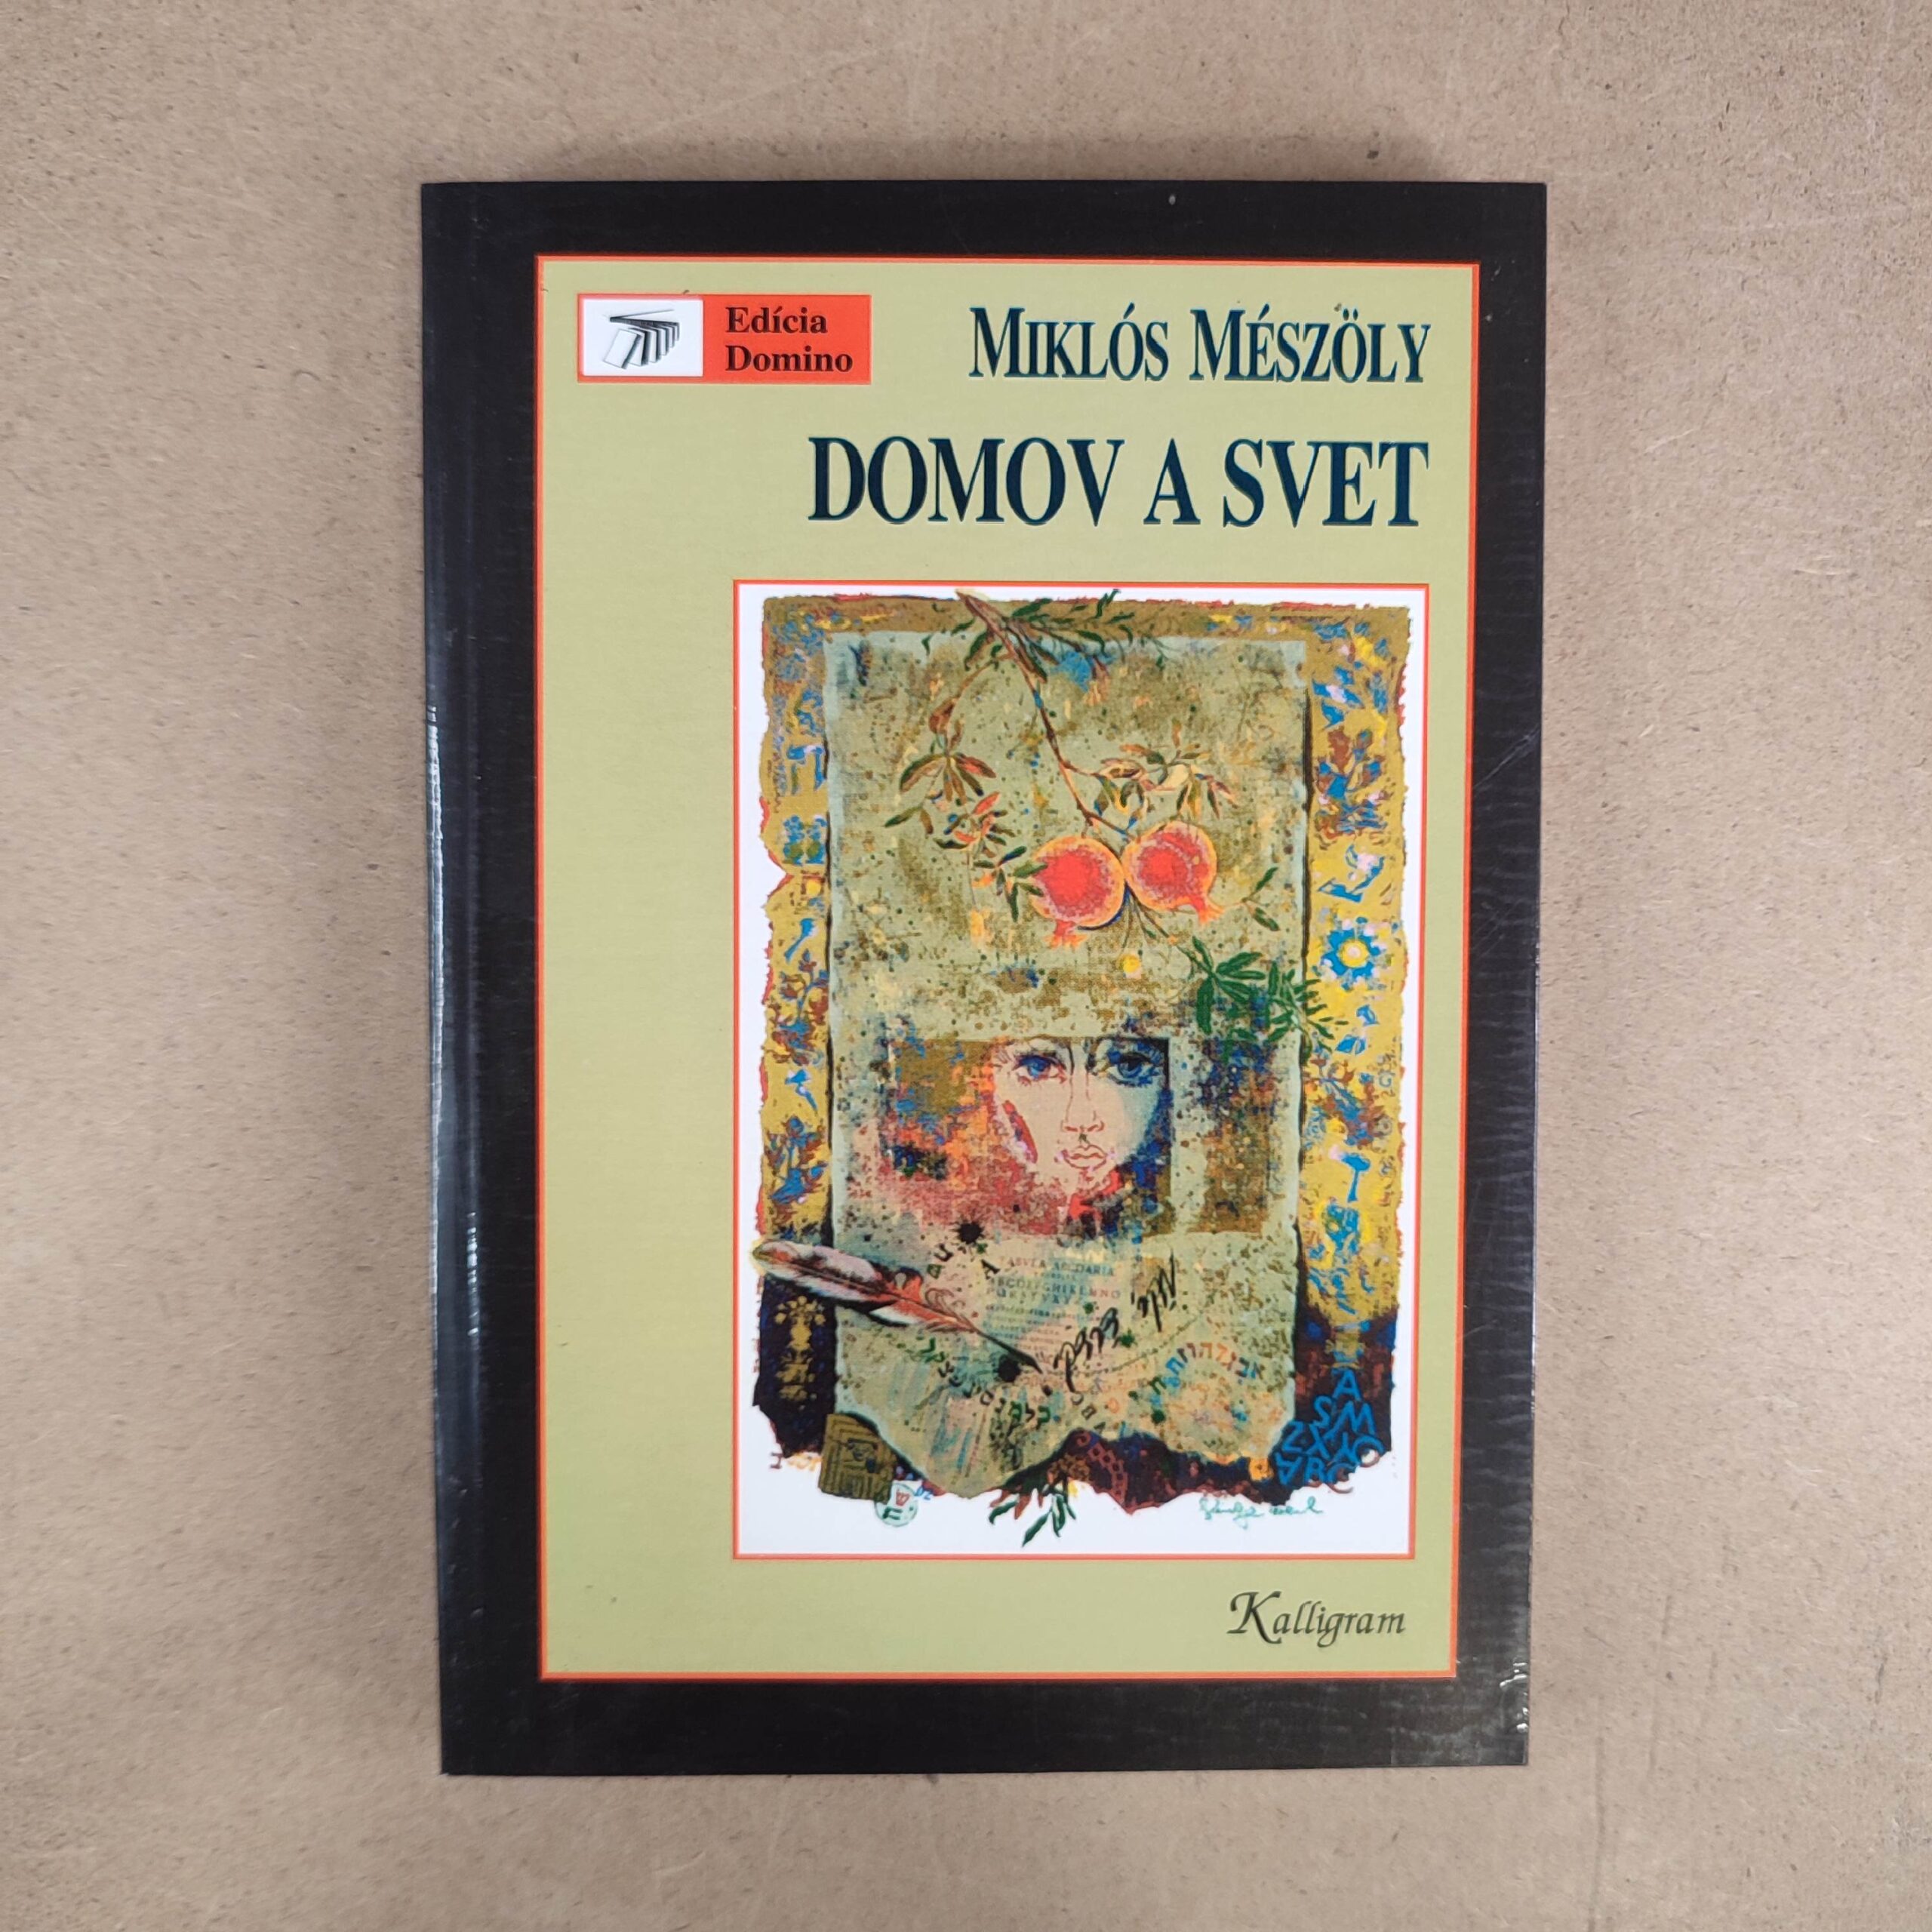 Edícia
Domino
MIKLÓS MÉSZÖLY
DOMOV A SVET
Kalligram